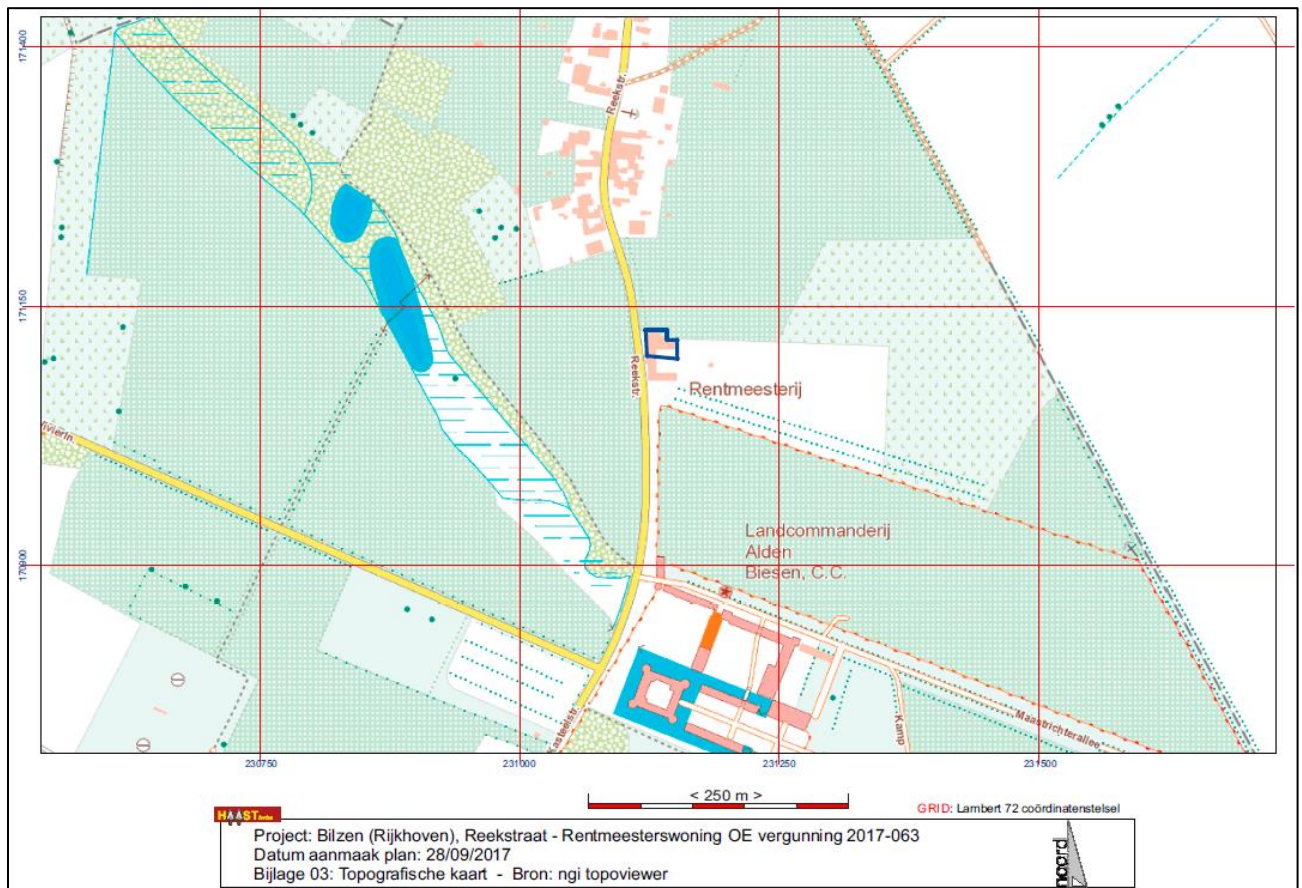 171400
171150
170900
Reekstr.
Reekstr.
Rentmeesterij
Landcommanderij
Alden
Biesen, C.C.
Kasteelstr.
Kamp
Maastrichterallee
230750
231000
231250
231500
< 250 m >
GRID: Lambert 72 coördinatenstelsel
HAAST
Project: Bilzen (Rijkhoven), Reekstraat - Rentmeesterswoning OE vergunning 2017-063
Datum aanmaak plan: 28/09/2017
Bijlage 03: Topografische kaart - Bron: ngi topoviewer
noord